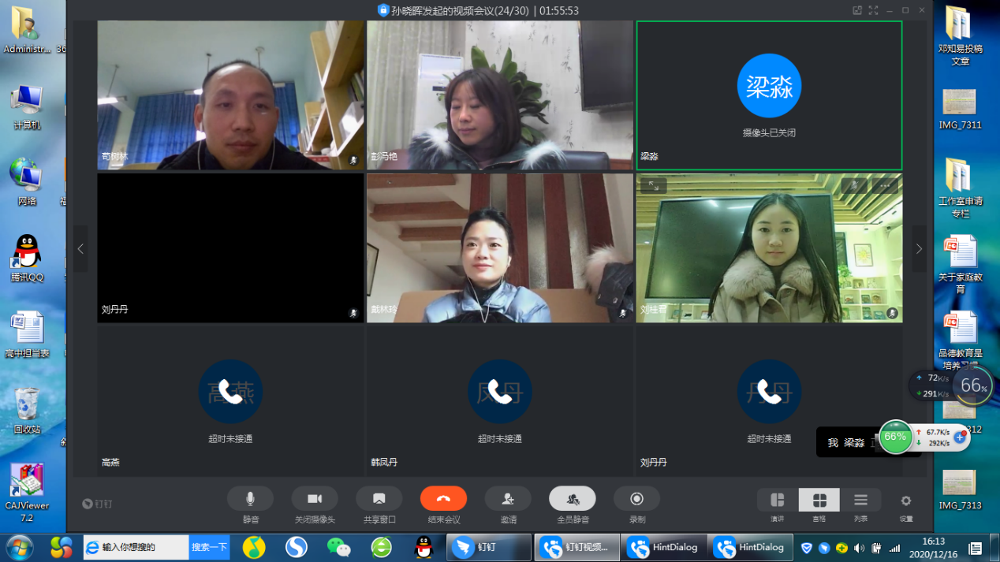 孙晓晖发起的视频会议(24/30) | 01:55:53
Administr...
36
计算机
网络
腾讯QQ
高中担当表
回收站
CAJViewer
7.2
荀树林
彭冯艳
梁淼
摄像头已关闭
梁淼
刘丹丹
戴林玲
刘桂君
高燕
超时未接通
高燕
凤丹
超时未接通
韩凤丹
丹丹
超时未接通
刘丹丹
我 梁淼
邓知易投稿
文章
IMG_7311
工作室申请
专栏
关于家庭教
育
品德教育是
培养习惯
72K/s
291K/s
66%
312
66%
67.7K/s
292K/s
IMG_7313
钉钉
静音
关闭摄像头
共享窗口
结束会议
邀请
全员静音
录制
演讲
宫格
列表
设置
输入你想搜的
搜索一下
钉钉
钉钉视频...
HintDialog
HintDialog
16:13
2020/12/16